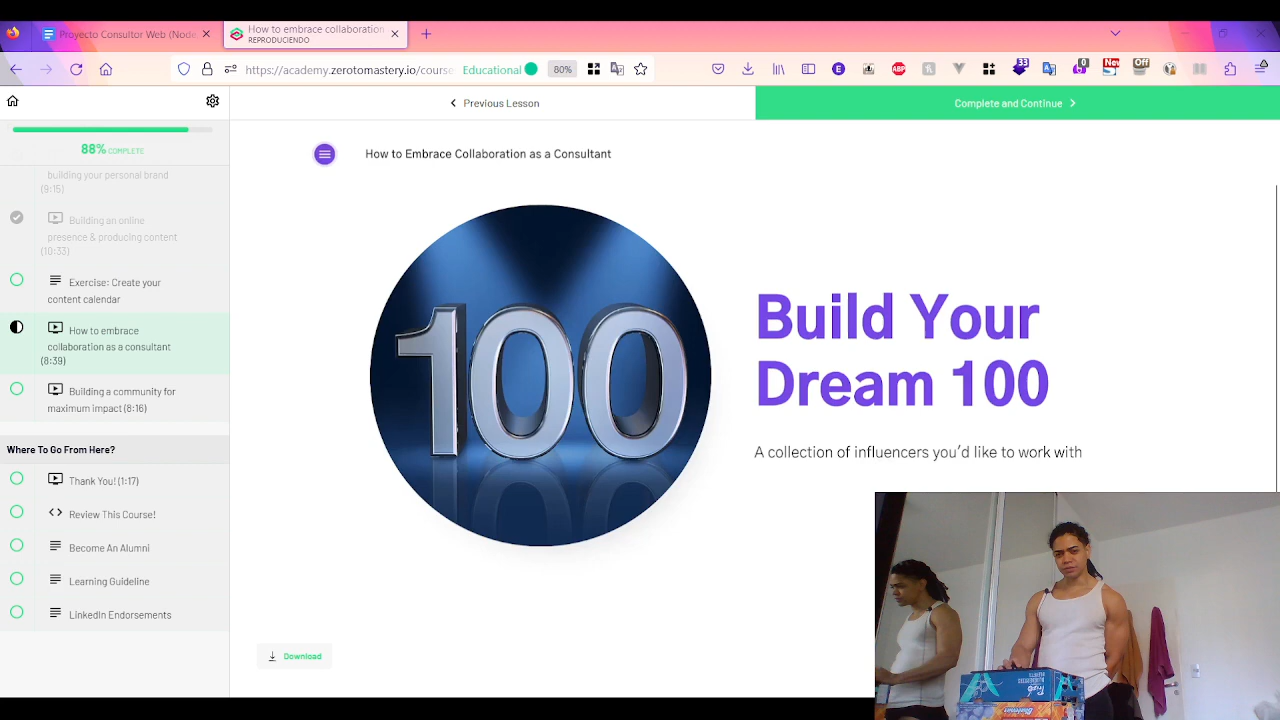 Proyecto Consultor Web (Node
How to embrace collaboration
REPRODUCIENDO
https://academy.zerotomastery.io/course
Educational
80%
E
ABP
33
0
New
Off
Previous Lesson
Complete and Continue
88% COMPLETE
How to Embrace Collaboration as a Consultant
building your personal brand
(9:15)
Building an online
presence & producing content
(10:33)
Exercise: Create your
content calendar
How to embrace
collaboration as a consultant
(8:39)
Building a community for
maximum impact (8:16)
Where To Go From Here?
Thank You! (1:17)
Review This Course!
Become An Alumni
Learning Guideline
LinkedIn Endorsements
100
Build Your
Dream 100
A collection of influencers you'd like to work with
Download